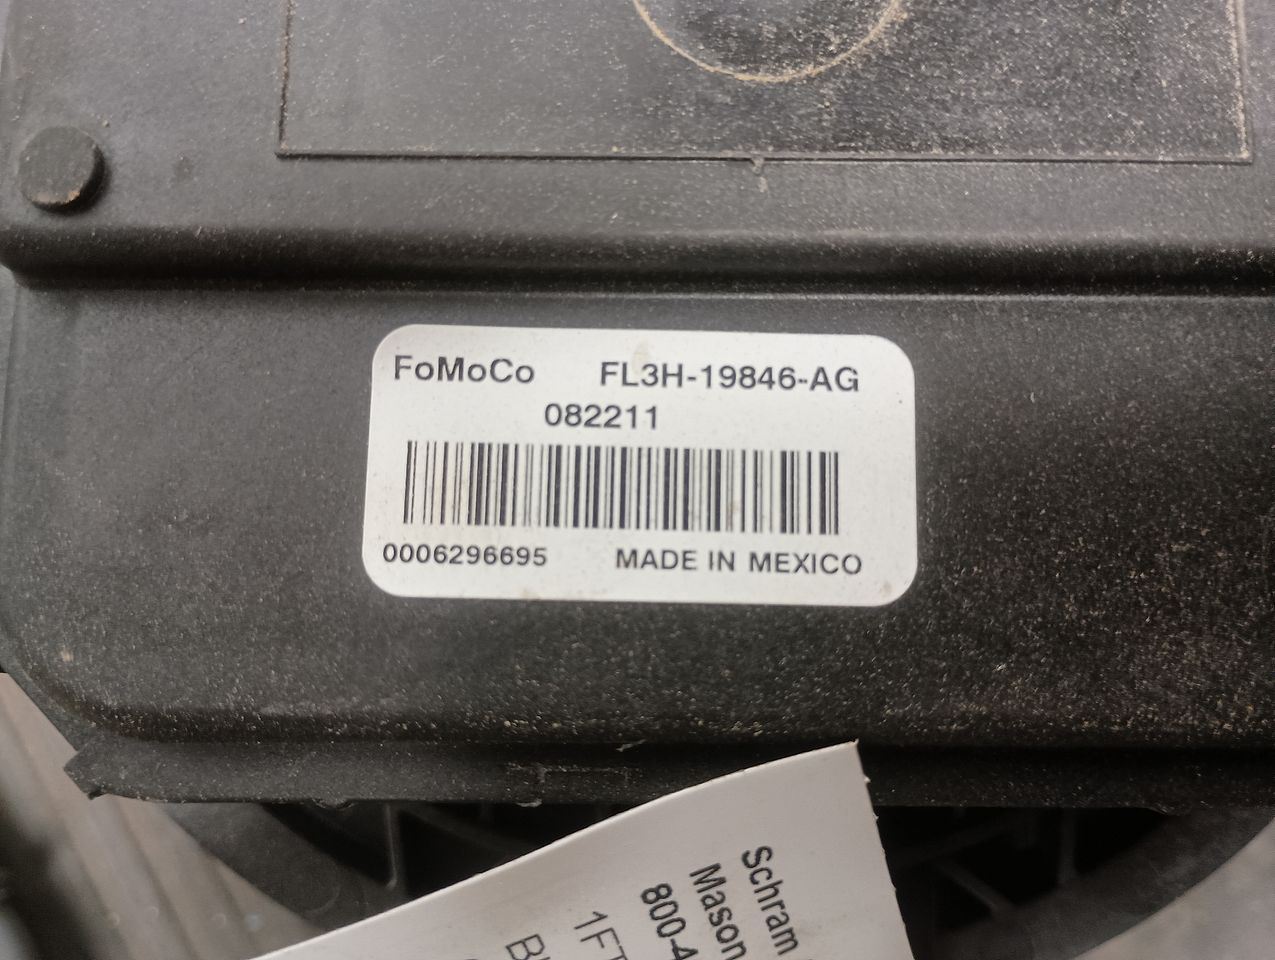 FoMoCo FL3H-19846-AG
082211
0006296695 MADE IN MEXICO
Schram
Mason
800-4
1FT